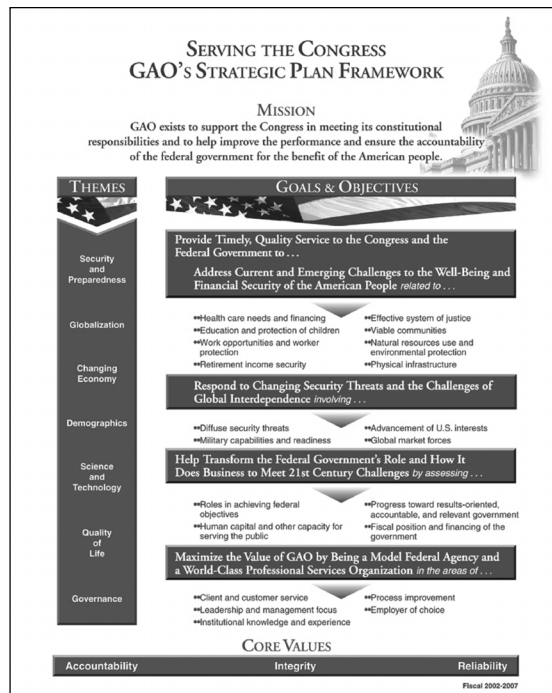 SERVING THE CONGRESS
GAO'S STRATEGIC PLAN FRAMEWORK
MISSION
GAO exists to support the Congress in meeting its constitutional
responsibilities and to help improve the performance and ensure the accountability
of the federal government for the benefit of the American people.
THEMES
Security
and
Preparedness
Globalization
Changing
Economy
Demographics
Science
and
Technology
Quality
of
Life
Governance
GOALS & OBJECTIVES
Provide Timely, Quality Service to the Congress and the
Federal Government to . . .
Address Current and Emerging Challenges to the Well-Being and
Financial Security of the American People related to . . .
Health care needs and financing
Education and protection of children
Work opportunities and worker
protection
Retirement income security
Effective system of justice
Viable communities
Natural resources use and
environmental protection
Physical infrastructure
Respond to Changing Security Threats and the Challenges of
Global Interdependence involving . . .
Diffuse security threats
Military capabilities and readiness
Advancement of U.S. interests
Global market forces
Help Transform the Federal Government's Role and How It
Does Business to Meet 21st Century Challenges by assessing . . .
Roles in achieving federal
objectives
Human capital and other capacity for
serving the public
Progress toward results-oriented,
accountable, and relevant government
Fiscal position and financing of the
government
Maximize the Value of GAO by Being a Model Federal Agency and
a World-Class Professional Services Organization in the areas of . . .
Client and customer service
Leadership and management focus
Institutional knowledge and experience
Process improvement
Employer of choice
CORE VALUES
Accountability Integrity Reliability
Fiscal 2002-2007